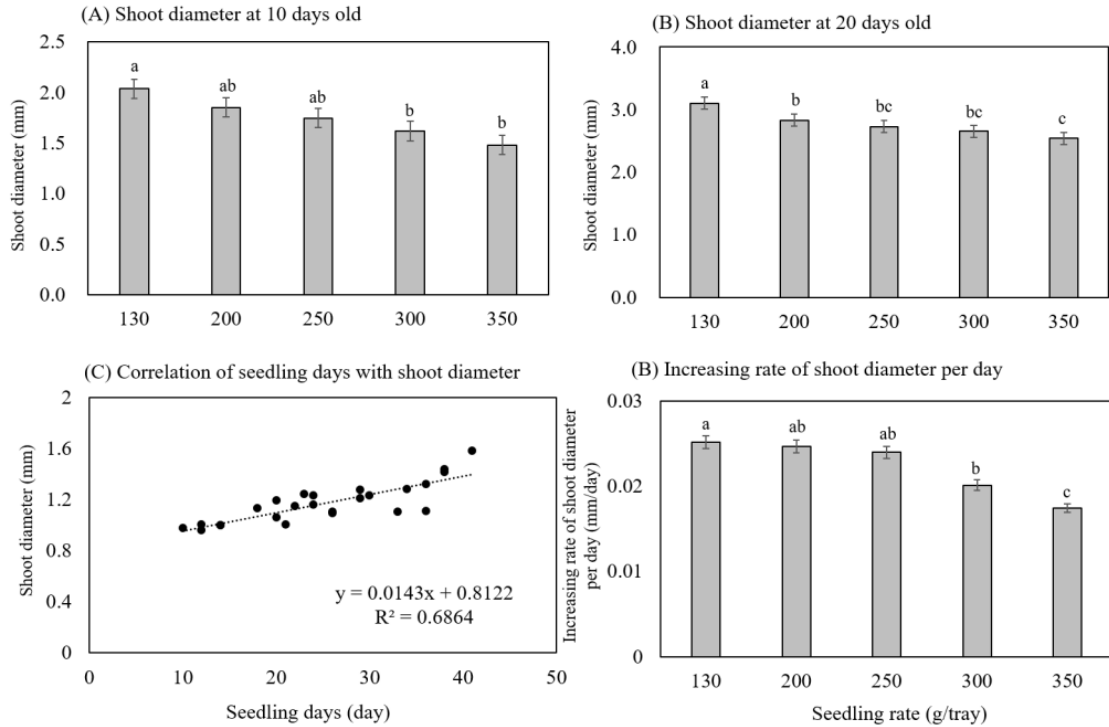 (A) Shoot diameter at 10 days old
Shoot diameter (mm)
2.5
2.0
1.5
1.0
0.5
0.0
a
ab
ab
b
b
130
200
250
300
350
(B) Shoot diameter at 20 days old
Shoot diameter (mm)
4.0
3.0
2.0
1.0
0.0
a
b
bc
bc
c
130
200
250
300
350
(C) Correlation of seedling days with shoot diameter
Shoot diameter (mm)
2
1.6
1.2
0.8
0.4
0
y = 0.0143x + 0.8122
R² = 0.6864
0
10
20
30
40
50
Seedling days (day)
(B) Increasing rate of shoot diameter per day
Increasing rate of shoot diameter
per day (mm/day)
0.03
0.02
0.01
0
a
ab
ab
b
c
130
200
250
300
350
Seedling rate (g/tray)